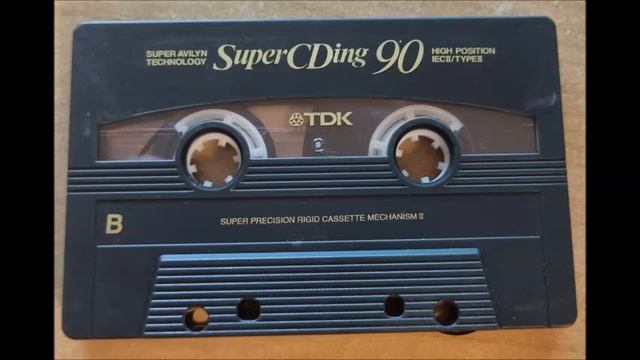 SUPER AVILYN
TECHNOLOGY
SuperCDing 90
HIGH POSITION
IECII/TYPEII
TDK
B
SUPER PRECISION RIGID CASSETTE MECHANISM II